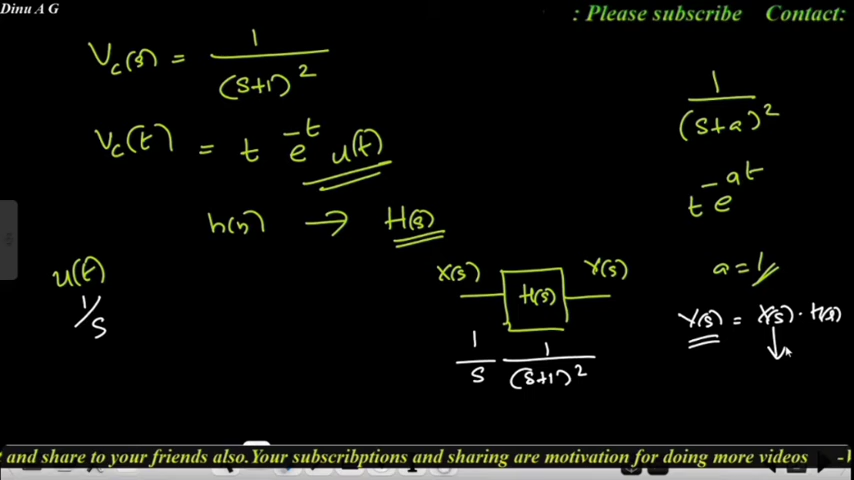 Dinu A G
: Please subscribe Contact:
Vc(s) = 1/(s+1)^2
Vc(t) = t e^-t u(t)
h(n) → H(s)
u(t)
1/s
X(s) H(s) Y(s)
1/s 1/(s+1)^2
1/(s+a)^2
t e^-at
a = 1
Y(s) = X(s) · H(s)
and share to your friends also.Your subscribptions and sharing are motivation for doing more videos